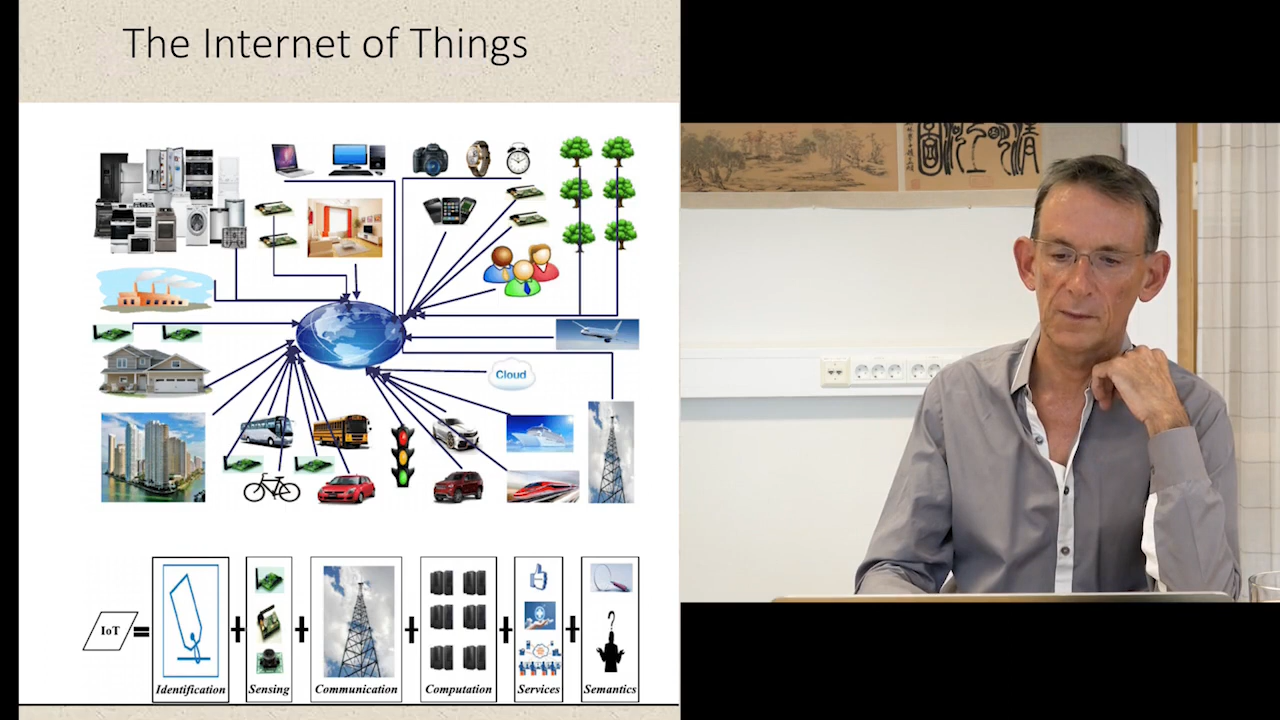 The Internet of Things
Cloud
IoT
=
+
+
+
+
+
?
Identification
Sensing
Communication
Computation
Services
Semantics